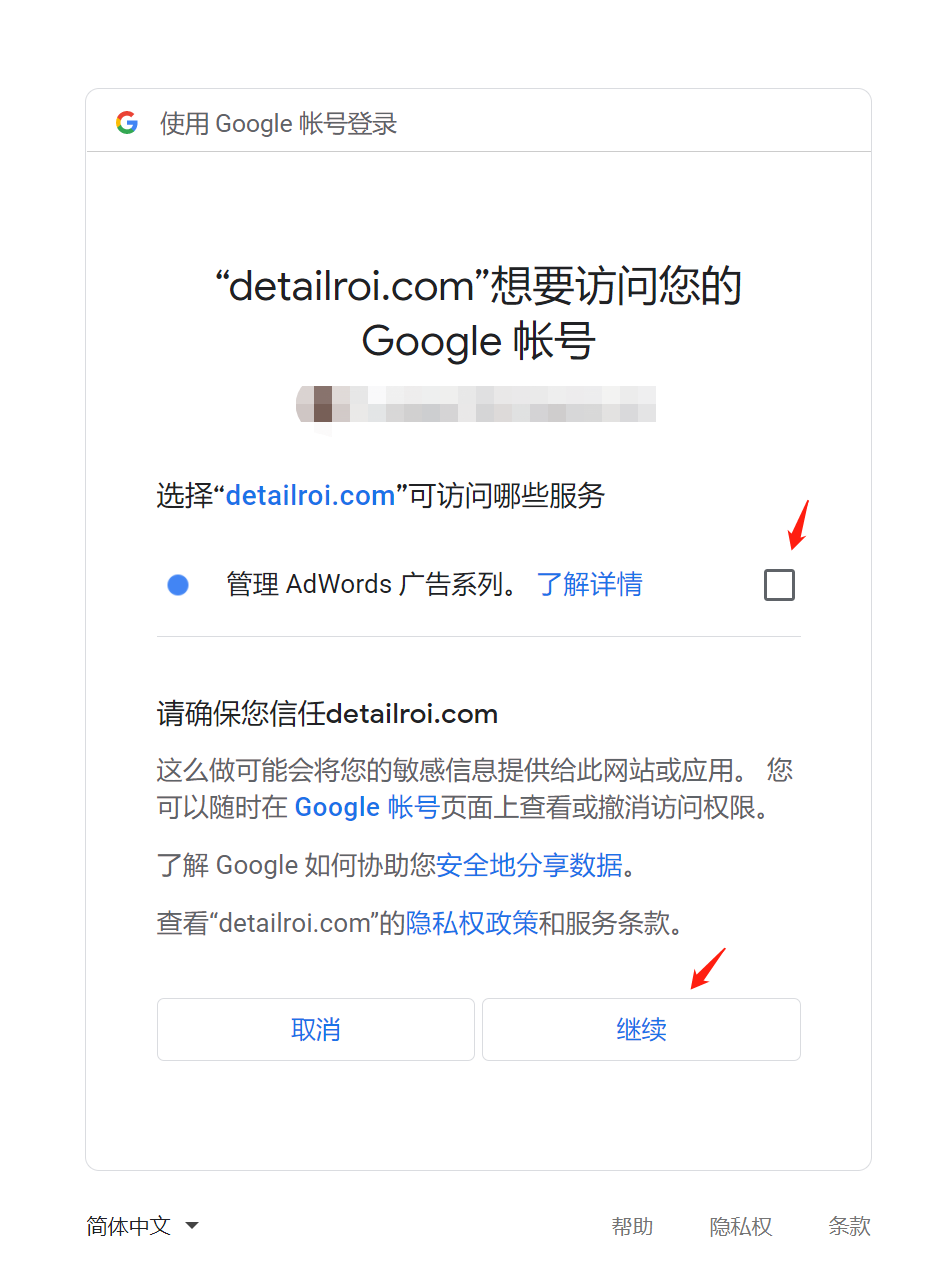 使用 Google 帐号登录
“detailroi.com”想要访问您的
Google 帐号
选择“detailroi.com”可访问哪些服务
管理 AdWords 广告系列。 了解详情
请确保您信任detailroi.com
这么做可能会将您的敏感信息提供给此网站或应用。 您
可以随时在 Google 帐号页面上查看或撤消访问权限。
了解 Google 如何协助您安全地分享数据。
查看“detailroi.com”的隐私权政策和服务条款。
取消 继续
简体中文 帮助 隐私权 条款